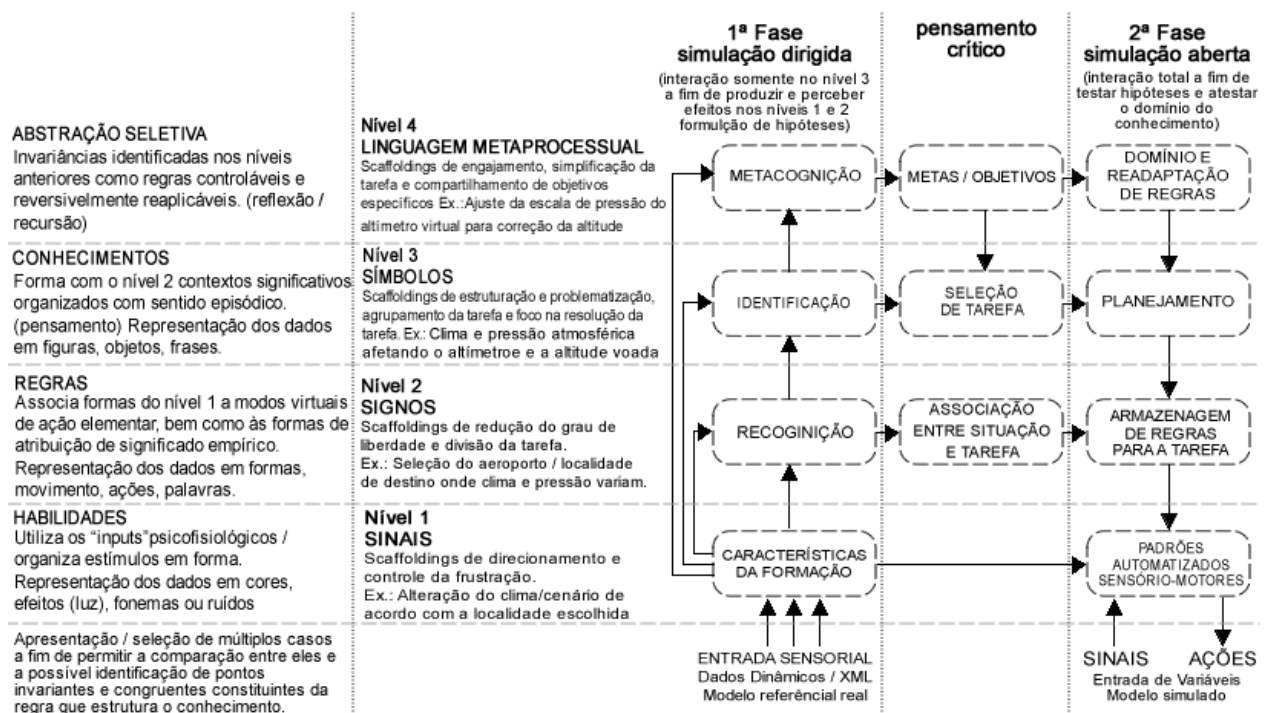 1ª Fase
simulação dirigida
(interação somente no nível 3
a fim de produzir e perceber
efeitos nos níveis 1 e 2
formulção de hipóteses)
pensamento
crítico
2ª Fase
simulação aberta
(interação total a fim de
testar hipóteses e atestar
o domínio do
conhecimento)
ABSTRAÇÃO SELETIVA
Invariâncias identificadas nos níveis
anteriores como regras controláveis e
reversivelmente reaplicáveis. (reflexão /
recursão)
Nível 4
LINGUAGEM METAPROCESSUAL
Scaffoldings de engajamento, simplificação da
tarefa e compartilhamento de objetivos
específicos Ex.:Ajuste da escala de pressão do
altímetro virtual para correção da altitude
METACOGNIÇÃO
METAS / OBJETIVOS
DOMÍNIO E
READAPTAÇÃO
DE REGRAS
CONHECIMENTOS
Forma com o nível 2 contextos significativos
organizados com sentido episódico.
(pensamento) Representação dos dados
em figuras, objetos, frases.
Nível 3
SÍMBOLOS
Scaffoldings de estruturação e problematização,
agrupamento da tarefa e foco na resolução da
tarefa. Ex.: Clima e pressão atmosférica
afetando o altímetroe e a altitude voada
IDENTIFICAÇÃO
SELEÇÃO
DE TAREFA
PLANEJAMENTO
REGRAS
Associa formas do nível 1 a modos virtuais
de ação elementar, bem como às formas de
atribuição de significado empírico.
Representação dos dados em formas,
movimento, ações, palavras.
Nível 2
SIGNOS
Scaffoldings de redução do grau de
liberdade e divisão da tarefa.
Ex.: Seleção do aeroporto / localidade
de destino onde clima e pressão variam.
RECOGINIÇÃO
ASSOCIAÇÃO
ENTRE SITUAÇÃO
E TAREFA
ARMAZENAGEM
DE REGRAS
PARA A TAREFA
HABILIDADES
Utiliza os “inputs”psicofisiológicos /
organiza estímulos em forma.
Representação dos dados em cores,
efeitos (luz), fonemas ou ruídos
Nível 1
SINAIS
Scaffoldings de direcionamento e
controle da frustração.
Ex.: Alteração do clima/cenário de
acordo com a localidade escolhida
CARACTERÍSTICAS
DA FORMAÇÃO
PADRÕES
AUTOMATIZADOS
SENSÓRIO-MOTORES
Apresentação / seleção de múltiplos casos
a fim de permitir a comparação entre eles e
a possível identificação de pontos
invariantes e congruentes constituintes da
regra que estrutura o conhecimento.
ENTRADA SENSORIAL
Dados Dinâmicos / XML
Modelo referêncial real
SINAIS AÇÕES
Entrada de Variáveis
Modelo simulado